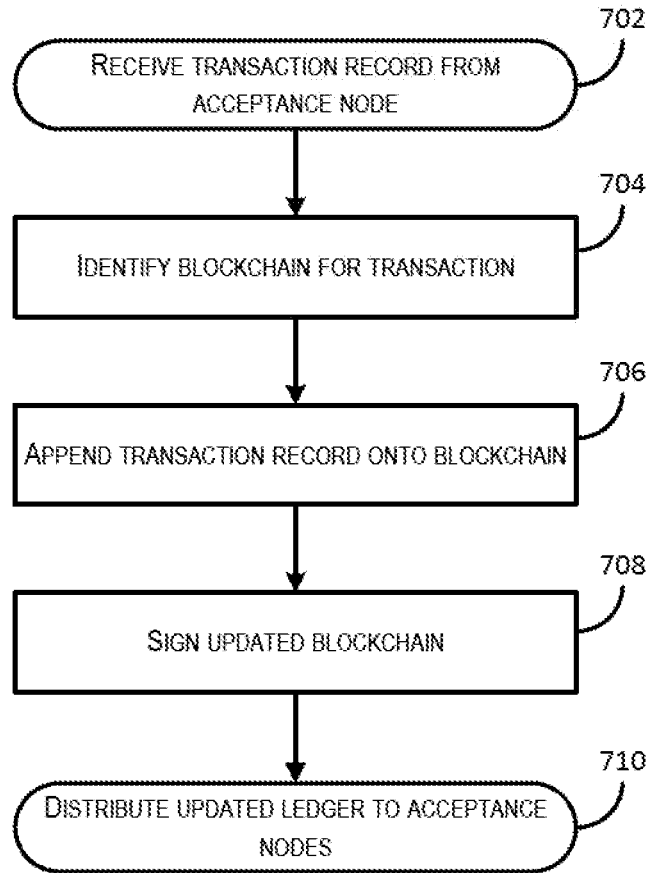 702
RECEIVE TRANSACTION RECORD FROM
ACCEPTANCE NODE
704
IDENTIFY BLOCKCHAIN FOR TRANSACTION
706
APPEND TRANSACTION RECORD ONTO BLOCKCHAIN
708
SIGN UPDATED BLOCKCHAIN
710
DISTRIBUTE UPDATED LEDGER TO ACCEPTANCE
NODES